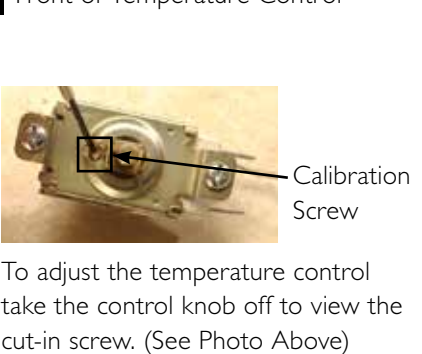 Front of Temperature Control
Calibration
Screw
To adjust the temperature control
take the control knob off to view the
cut-in screw. (See Photo Above)